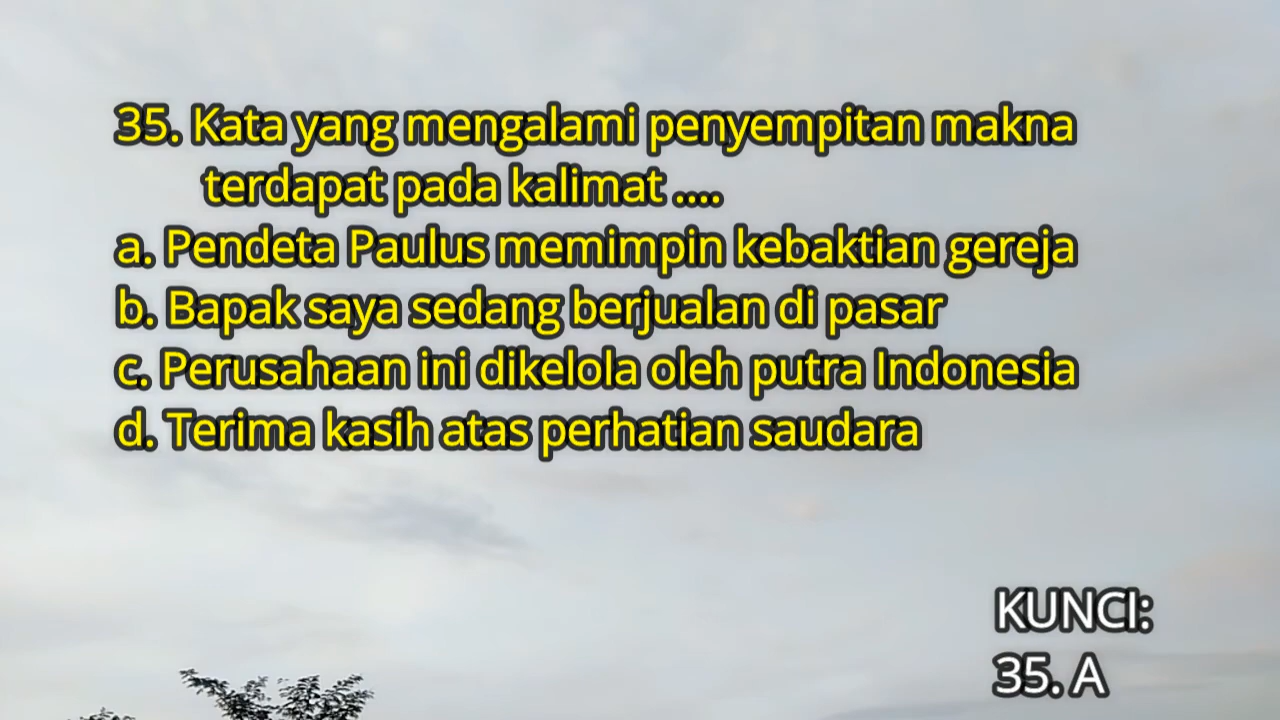 35. Kata yang mengalami penyempitan makna
terdapat pada kalimat ....
a. Pendeta Paulus memimpin kebaktian gereja
b. Bapak saya sedang berjualan di pasar
c. Perusahaan ini dikelola oleh putra Indonesia
d. Terima kasih atas perhatian saudara
KUNCI:
35. A